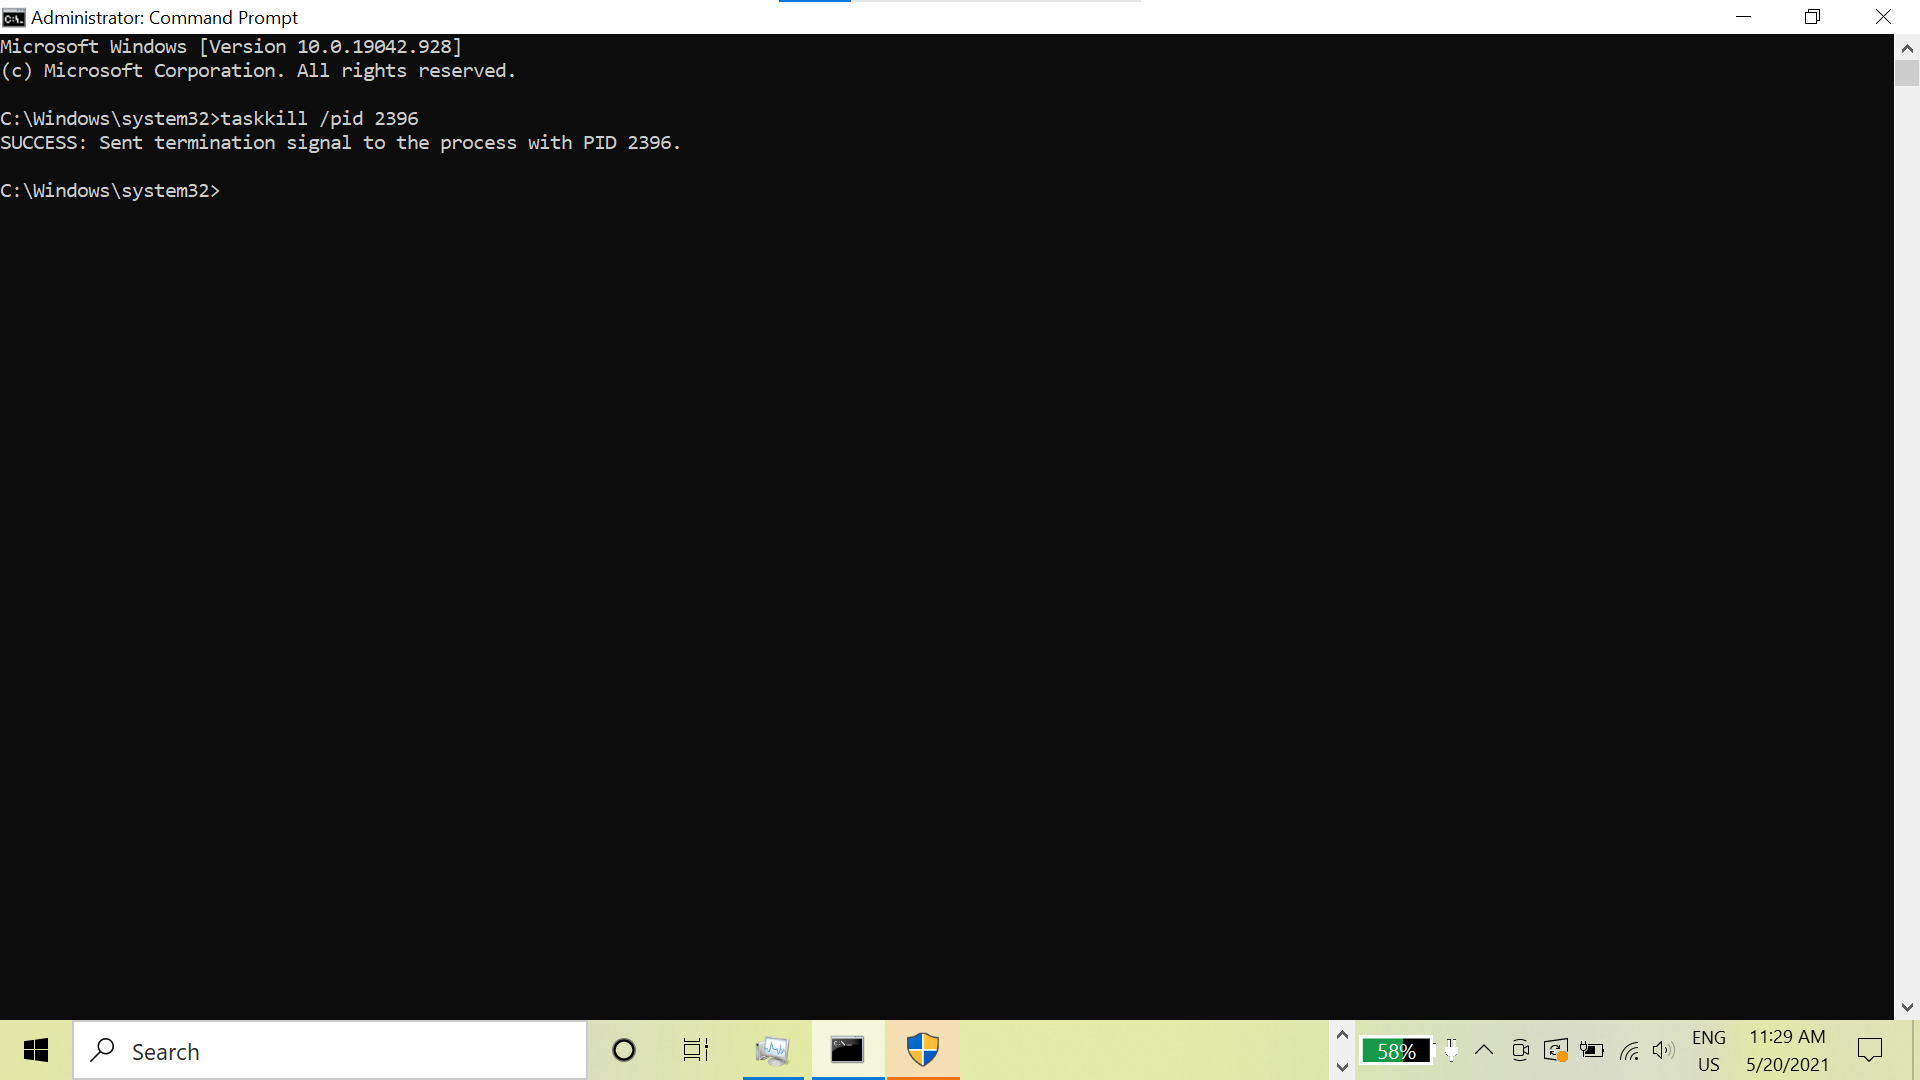 Administrator: Command Prompt
Microsoft Windows [Version 10.0.19042.928]
(c) Microsoft Corporation. All rights reserved.
C:\Windows\system32>taskkill /pid 2396
SUCCESS: Sent termination signal to the process with PID 2396.
C:\Windows\system32>
Search
58%
ENG
US
11:29 AM
5/20/2021